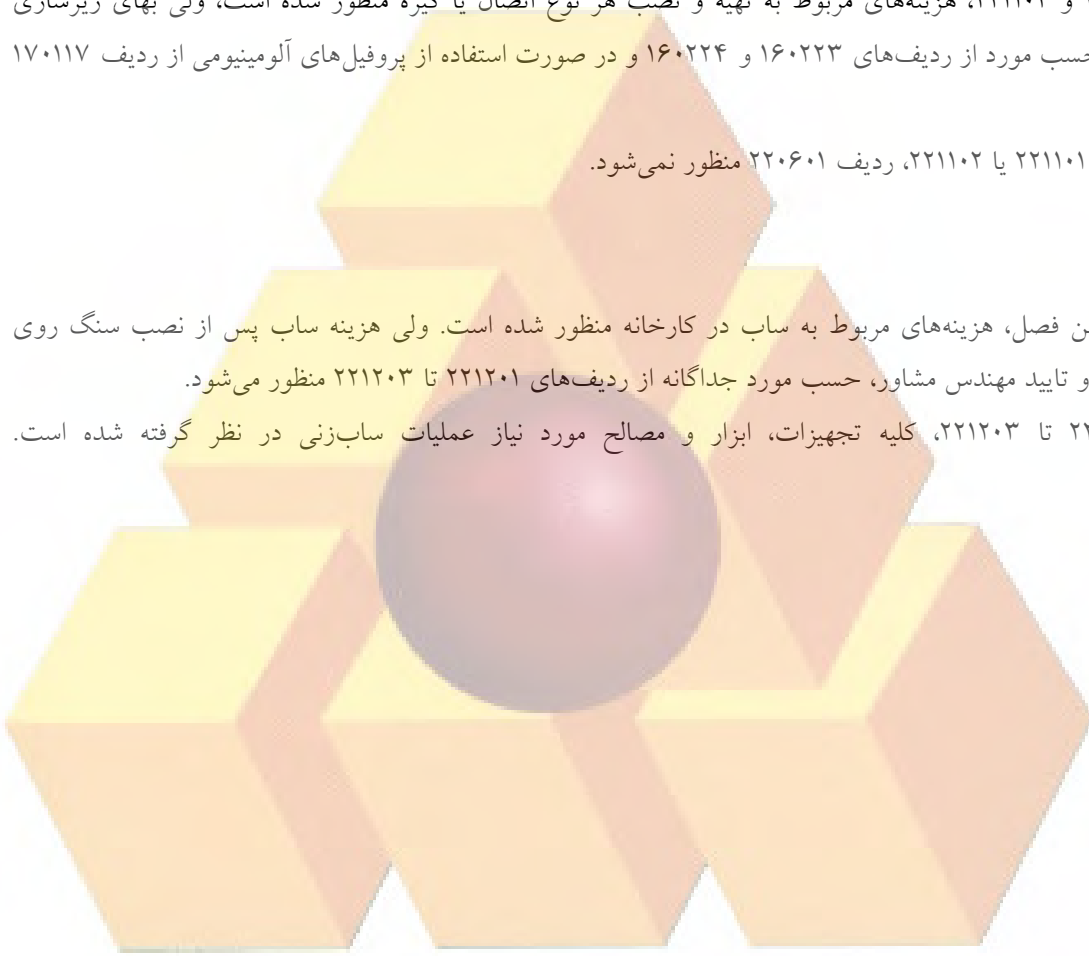 و ۲۲۱۱۰۲، هزینه‌های مربوط به تهیه و نصب هر نوع اتصال یا گیره منظور شده است، ولی بهای زیرسازی
حسب مورد از ردیف‌های ۱۶۰۲۲۳ و ۱۶۰۲۲۴ و در صورت استفاده از پروفیل‌های آلومینیومی از ردیف ۱۷۰۱۱۷
۲۲۱۱۰۱ یا ۲۲۱۱۰۲، ردیف ۲۲۰۶۰۱ منظور نمی‌شود.
ن فصل، هزینه‌های مربوط به ساب در کارخانه منظور شده است. ولی هزینه ساب پس از نصب سنگ روی
و تایید مهندس مشاور، حسب مورد جداگانه از ردیف‌های ۲۲۱۲۰۱ تا ۲۲۱۲۰۳ منظور می‌شود.
تا ۲۲۱۲۰۳، کلیه تجهیزات، ابزار و مصالح مورد نیاز عملیات ساب‌زنی در نظر گرفته شده است.